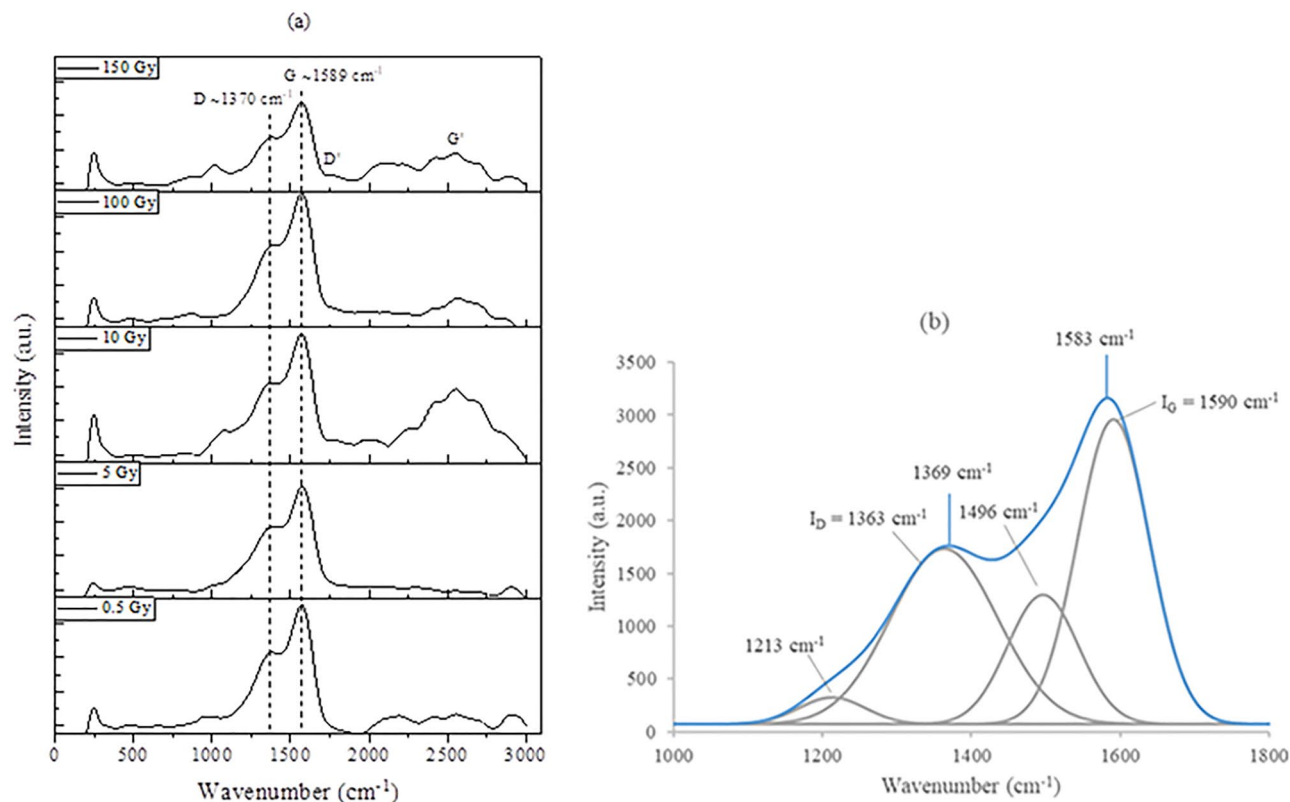 (a)
150 Gy
G ~1589 cm⁻¹
D ~1370 cm⁻¹
D'
G'
100 Gy
10 Gy
5 Gy
0.5 Gy
Intensity (a.u.)
0 500 1000 1500 2000 2500 3000
Wavenumber (cm⁻¹)
(b)
1583 cm⁻¹
I_G = 1590 cm⁻¹
1369 cm⁻¹
I_D = 1363 cm⁻¹
1496 cm⁻¹
1213 cm⁻¹
3500
3000
2500
2000
1500
1000
500
0
Intensity (a.u.)
1000 1200 1400 1600 1800
Wavenumber (cm⁻¹)